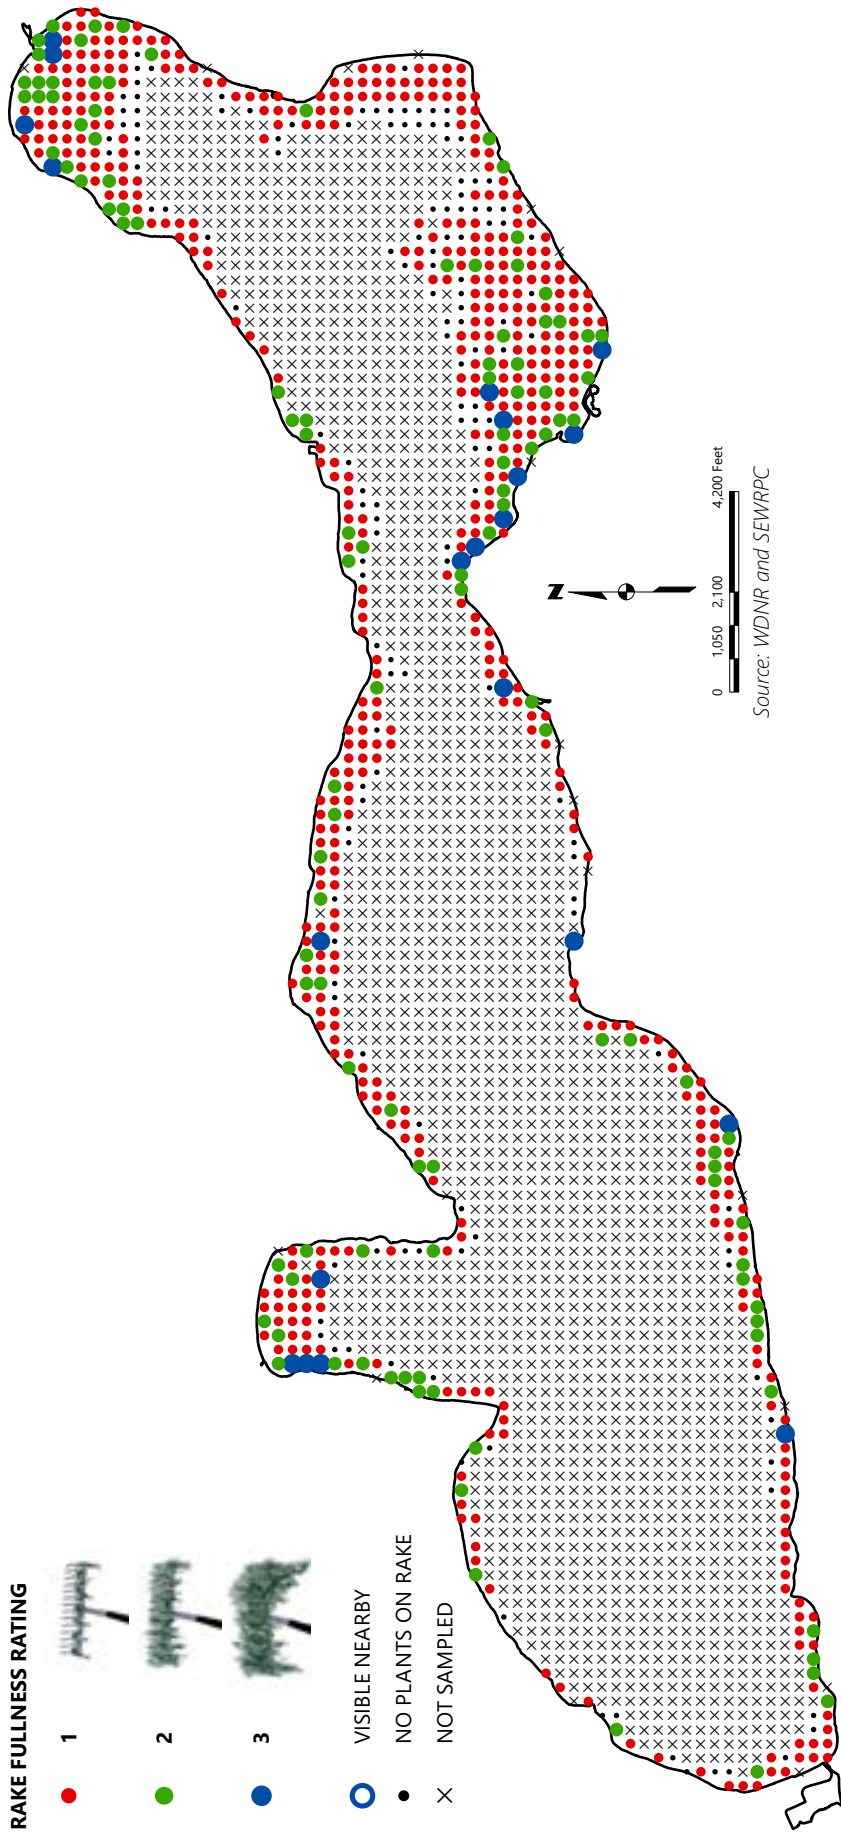 RAKE FULLNESS RATING
1
2
3
VISIBLE NEARBY
NO PLANTS ON RAKE
NOT SAMPLED
N
0 1,050 2,100 4,200 Feet
Source: WDNR and SEWRPC